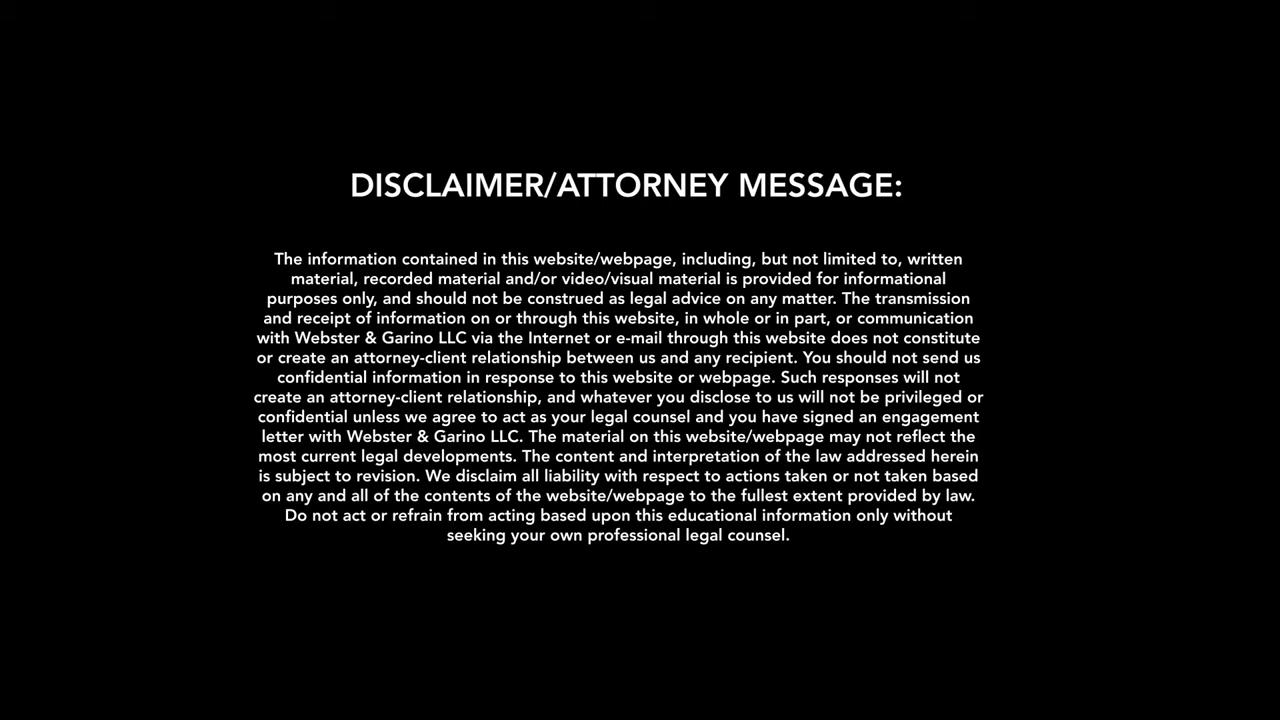 DISCLAIMER/ATTORNEY MESSAGE:
The information contained in this website/webpage, including, but not limited to, written
material, recorded material and/or video/visual material is provided for informational
purposes only, and should not be construed as legal advice on any matter. The transmission
and receipt of information on or through this website, in whole or in part, or communication
with Webster & Garino LLC via the Internet or e-mail through this website does not constitute
or create an attorney-client relationship between us and any recipient. You should not send us
confidential information in response to this website or webpage. Such responses will not
create an attorney-client relationship, and whatever you disclose to us will not be privileged or
confidential unless we agree to act as your legal counsel and you have signed an engagement
letter with Webster & Garino LLC. The material on this website/webpage may not reflect the
most current legal developments. The content and interpretation of the law addressed herein
is subject to revision. We disclaim all liability with respect to actions taken or not taken based
on any and all of the contents of the website/webpage to the fullest extent provided by law.
Do not act or refrain from acting based upon this educational information only without
seeking your own professional legal counsel.